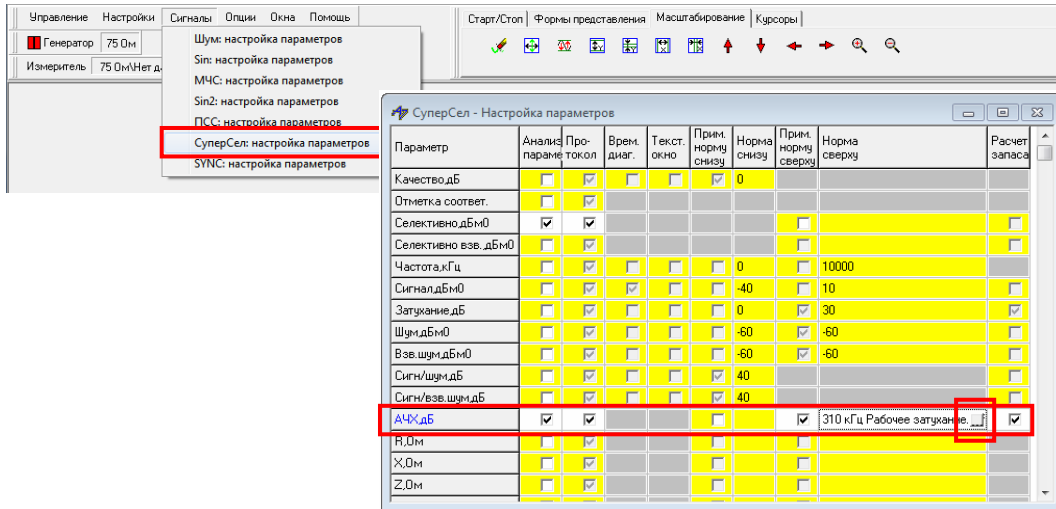 Управление Настройки Сигналы Опции Окна Помощь
Генератор 75 Ом
Измеритель 75 Ом\Нет д
Шум: настройка параметров
Sin: настройка параметров
МЧС: настройка параметров
Sin2: настройка параметров
ПСС: настройка параметров
СуперСел: настройка параметров
SYNC: настройка параметров
Старт/Стоп Формы представления Масштабирование Курсоры
СуперСел - Настройка параметров
Параметр Анализ параме Про- токол Врем. диаг. Текст. окно Прим. норму снизу Норма снизу Прим. норму сверху Норма сверху Расчет запаса
Качество,дБ 0
Отметка соответ.
Селективно,дБм0
Селективно взв.,дБм0
Частота,кГц 0 10000
Сигнал,дБм0 -40 10
Затухание,дБ 0 30
Шум,дБм0 -60 -60
Взв.шум,дБм0 -60 -60
Сигн/шум,дБ 40
Сигн/взв.шум,дБ 40
АЧХ,дБ 310 кГц Рабочее затухание.
R,Ом
X,Ом
Z,Ом